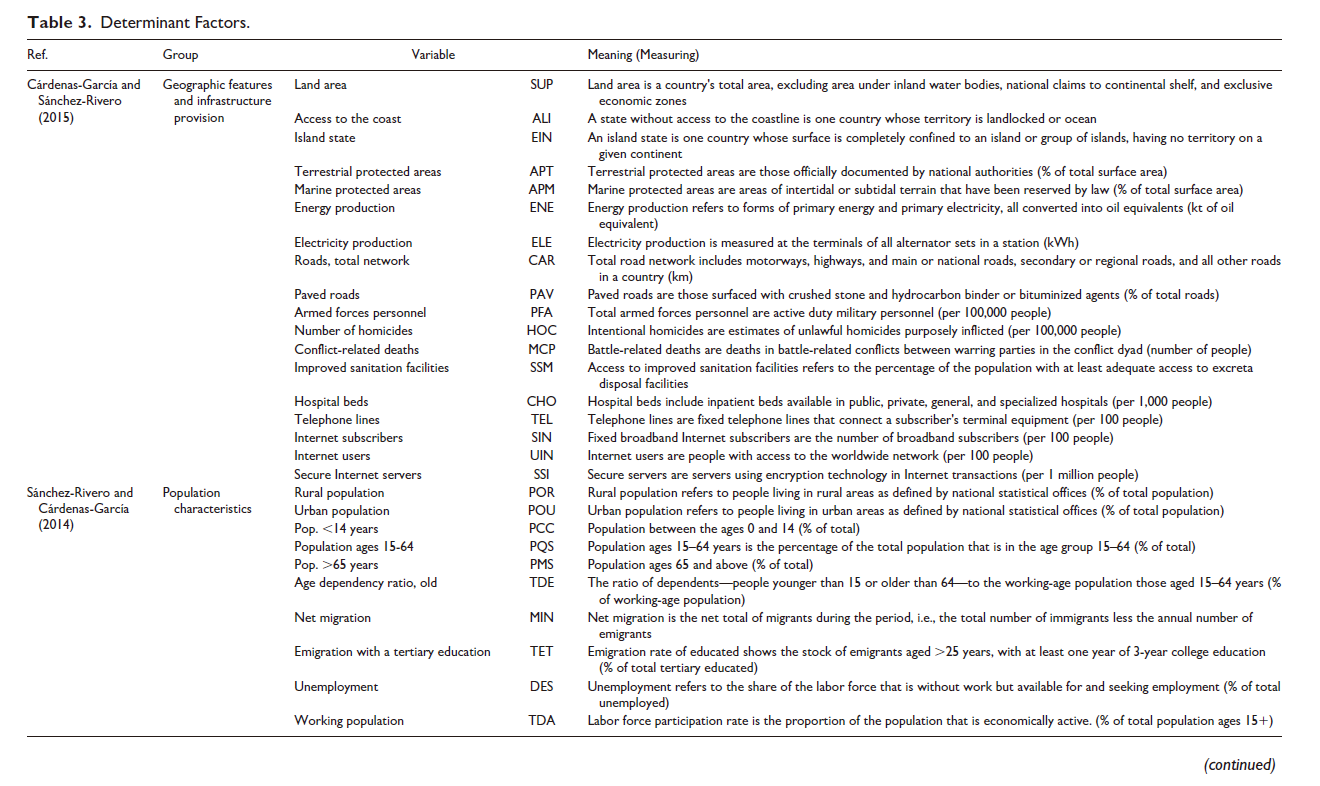 Table 3. Determinant Factors.
Ref. Group Variable Meaning (Measuring)
Cárdenas-García and Geographic features Land area SUP Land area is a country's total area, excluding area under inland water bodies, national claims to continental shelf, and exclusive
Sánchez-Rivero and infrastructure economic zones
(2015) provision Access to the coast ALI A state without access to the coastline is one country whose territory is landlocked or ocean
Island state EIN An island state is one country whose surface is completely confined to an island or group of islands, having no territory on a
given continent
Terrestrial protected areas APT Terrestrial protected areas are those officially documented by national authorities (% of total surface area)
Marine protected areas APM Marine protected areas are areas of intertidal or subtidal terrain that have been reserved by law (% of total surface area)
Energy production ENE Energy production refers to forms of primary energy and primary electricity, all converted into oil equivalents (kt of oil
equivalent)
Electricity production ELE Electricity production is measured at the terminals of all alternator sets in a station (kWh)
Roads, total network CAR Total road network includes motorways, highways, and main or national roads, secondary or regional roads, and all other roads
in a country (km)
Paved roads PAV Paved roads are those surfaced with crushed stone and hydrocarbon binder or bituminized agents (% of total roads)
Armed forces personnel PFA Total armed forces personnel are active duty military personnel (per 100,000 people)
Number of homicides HOC Intentional homicides are estimates of unlawful homicides purposely inflicted (per 100,000 people)
Conflict-related deaths MCP Battle-related deaths are deaths in battle-related conflicts between warring parties in the conflict dyad (number of people)
Improved sanitation facilities SSM Access to improved sanitation facilities refers to the percentage of the population with at least adequate access to excreta
disposal facilities
Hospital beds CHO Hospital beds include inpatient beds available in public, private, general, and specialized hospitals (per 1,000 people)
Telephone lines TEL Telephone lines are fixed telephone lines that connect a subscriber's terminal equipment (per 100 people)
Internet subscribers SIN Fixed broadband Internet subscribers are the number of broadband subscribers (per 100 people)
Internet users UIN Internet users are people with access to the worldwide network (per 100 people)
Secure Internet servers SSI Secure servers are servers using encryption technology in Internet transactions (per 1 million people)
Sánchez-Rivero and Population Rural population POR Rural population refers to people living in rural areas as defined by national statistical offices (% of total population)
Cárdenas-García characteristics Urban population POU Urban population refers to people living in urban areas as defined by national statistical offices (% of total population)
(2014) Pop. <14 years PCC Population between the ages 0 and 14 (% of total)
Population ages 15-64 PQS Population ages 15–64 years is the percentage of the total population that is in the age group 15–64 (% of total)
Pop. >65 years PMS Population ages 65 and above (% of total)
Age dependency ratio, old TDE The ratio of dependents—people younger than 15 or older than 64—to the working-age population those aged 15–64 years (%
of working-age population)
Net migration MIN Net migration is the net total of migrants during the period, i.e., the total number of immigrants less the annual number of
emigrants
Emigration with a tertiary education TET Emigration rate of educated shows the stock of emigrants aged >25 years, with at least one year of 3-year college education
(% of total tertiary educated)
Unemployment DES Unemployment refers to the share of the labor force that is without work but available for and seeking employment (% of total
unemployed)
Working population TDA Labor force participation rate is the proportion of the population that is economically active. (% of total population ages 15+)
(continued)